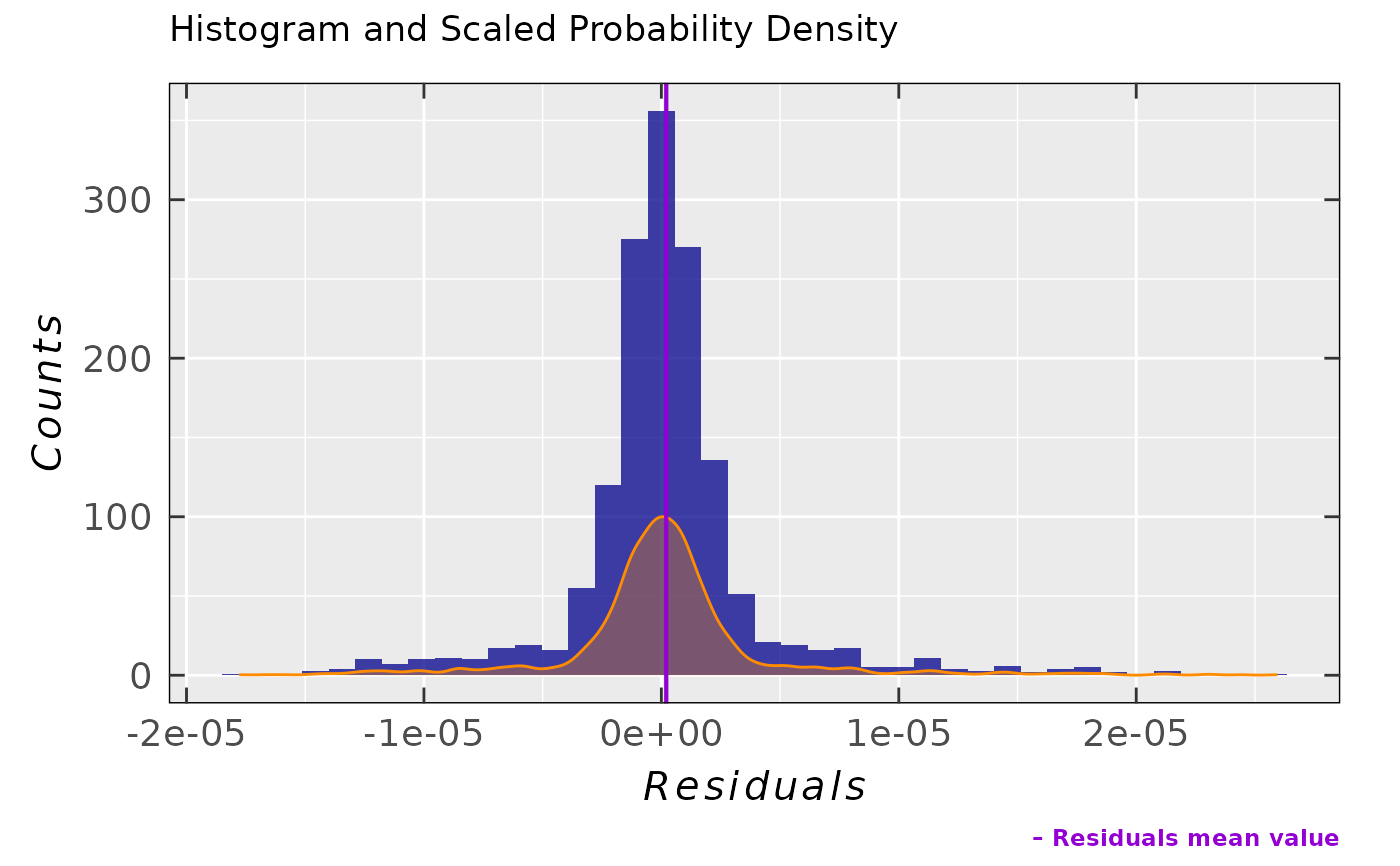 Histogram and Scaled Probability Density
300
200
100
0
Counts
-2e-05 -1e-05 0e+00 1e-05 2e-05
Residuals
– Residuals mean value